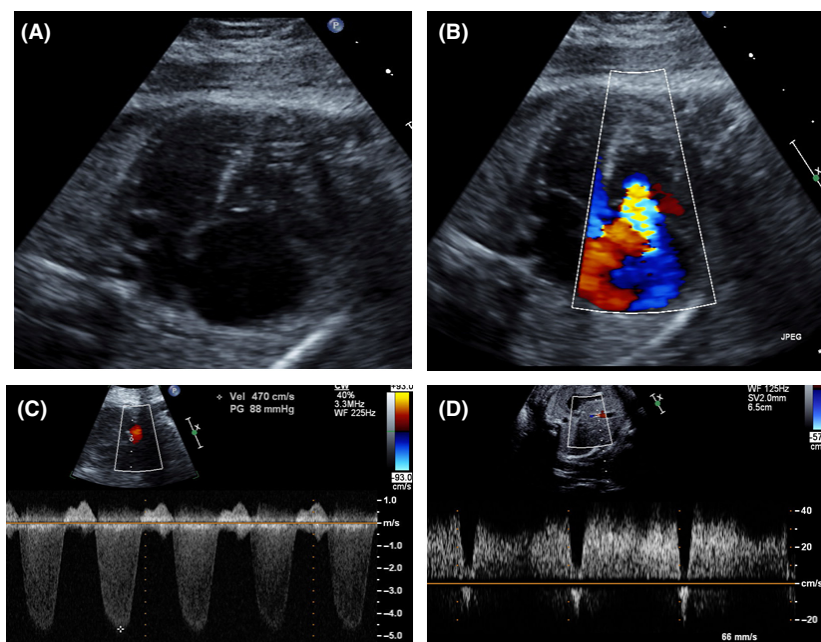 (A)
P
(B)
JPEG
(C)
Vel 470 cm/s
PG 88 mmHg
CW
40%
3.3MHz
WF 225Hz
+93.0
-93.0
cm/s
1.0
m/s
-1.0
-2.0
-3.0
-4.0
-5.0
(D)
WF 125Hz
SV2.0mm
6.5cm
-57
cm/
40
20
cm/s
-20
66 mm/s